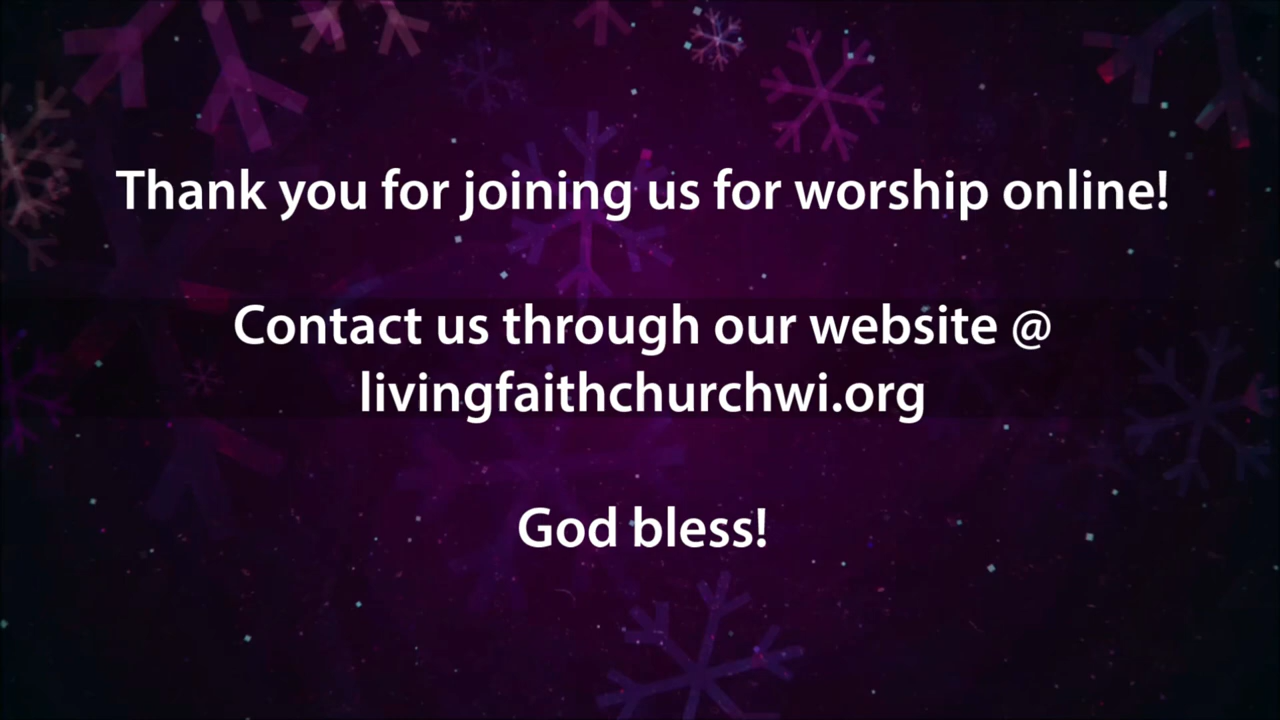 Thank you for joining us for worship online!
Contact us through our website @
livingfaithchurchwi.org
God bless!